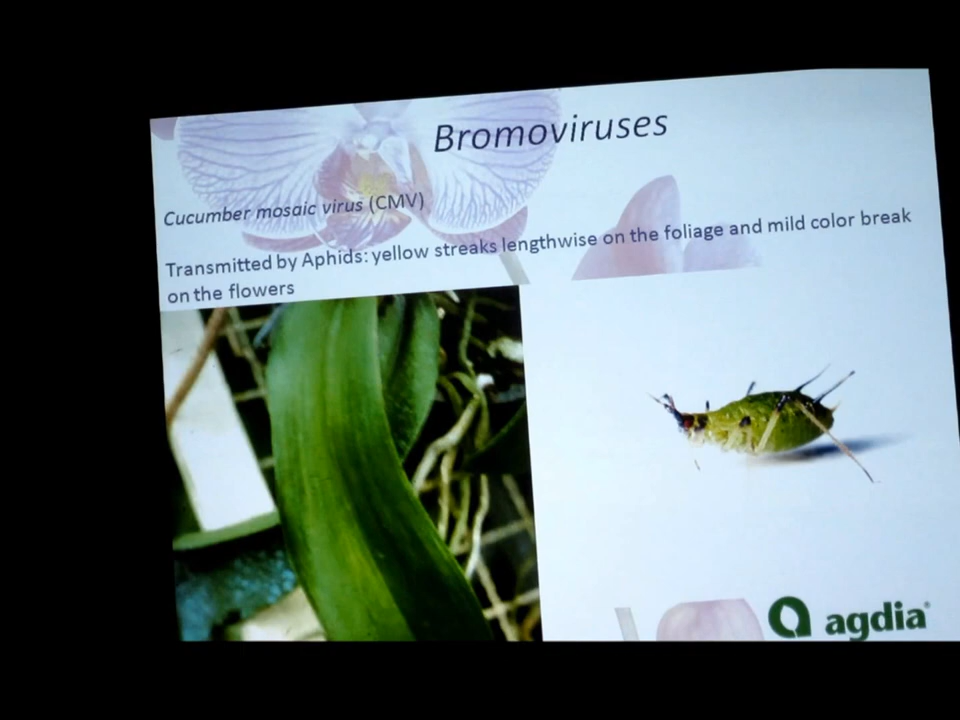 Bromoviruses
Cucumber mosaic virus (CMV)
Transmitted by Aphids: yellow streaks lengthwise on the foliage and mild color break
on the flowers
agdia®